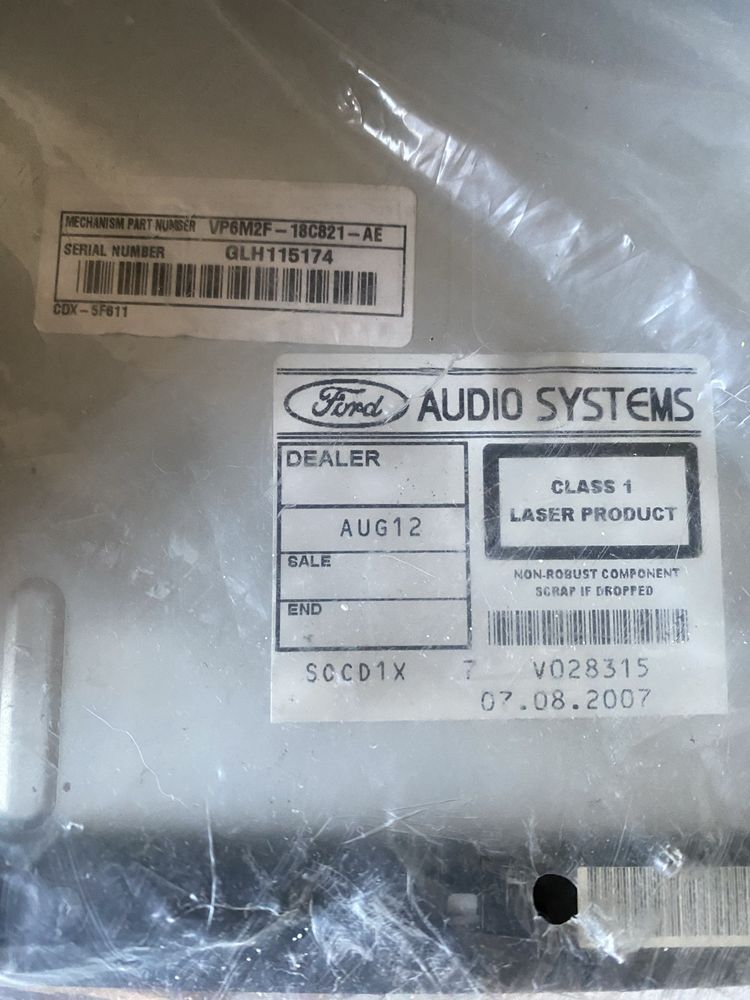 MECHANISM PART NUMBER VP6M2F-18C821-AE
SERIAL NUMBER GLH115174
CDX-5F611
Ford AUDIO SYSTEMS
DEALER
AUG12
SALE
END
CLASS 1
LASER PRODUCT
NON-ROBUST COMPONENT
SCRAP IF DROPPED
SCCD1X 7 V028315
07.08.2007